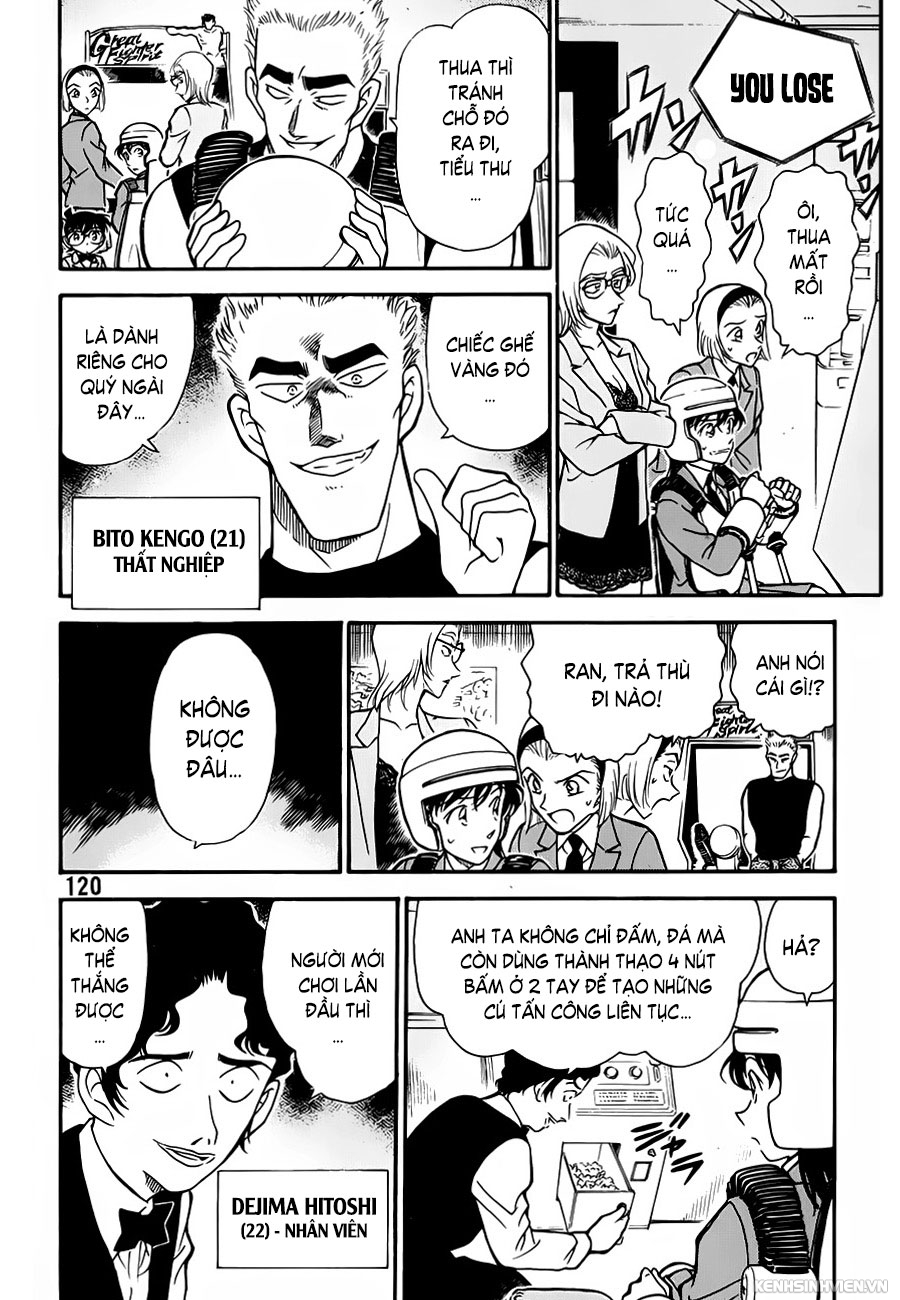 YOU LOSE
ÔI,
THUA
MẤT
RỒI
...
TỨC
QUÁ
...
Great
Fighter
Spirit
THUA THÌ
TRÁNH
CHỖ ĐÓ
RA ĐI,
TIỂU THƯ
...
CHIẾC GHẾ
VÀNG ĐÓ
...
LÀ DÀNH
RIÊNG CHO
QUÝ NGÀI
ĐÂY...
BITO KENGO (21)
THẤT NGHIỆP
ANH NÓI
CÁI GÌ!?
RAN, TRẢ THÙ
ĐI NÀO!
KHÔNG
ĐƯỢC
ĐÂU...
120
HẢ?
ANH TA KHÔNG CHỈ ĐẤM, ĐÁ MÀ
CÒN DÙNG THÀNH THẠO 4 NÚT
BẤM Ở 2 TAY ĐỂ TẠO NHỮNG
CÚ TẤN CÔNG LIÊN TỤC...
NGƯỜI MỚI
CHƠI LẦN
ĐẦU THÌ
...
KHÔNG
THỂ
THẮNG
ĐƯỢC
...
DEJIMA HITOSHI
(22) - NHÂN VIÊN
KENHSINHVIEN.VN